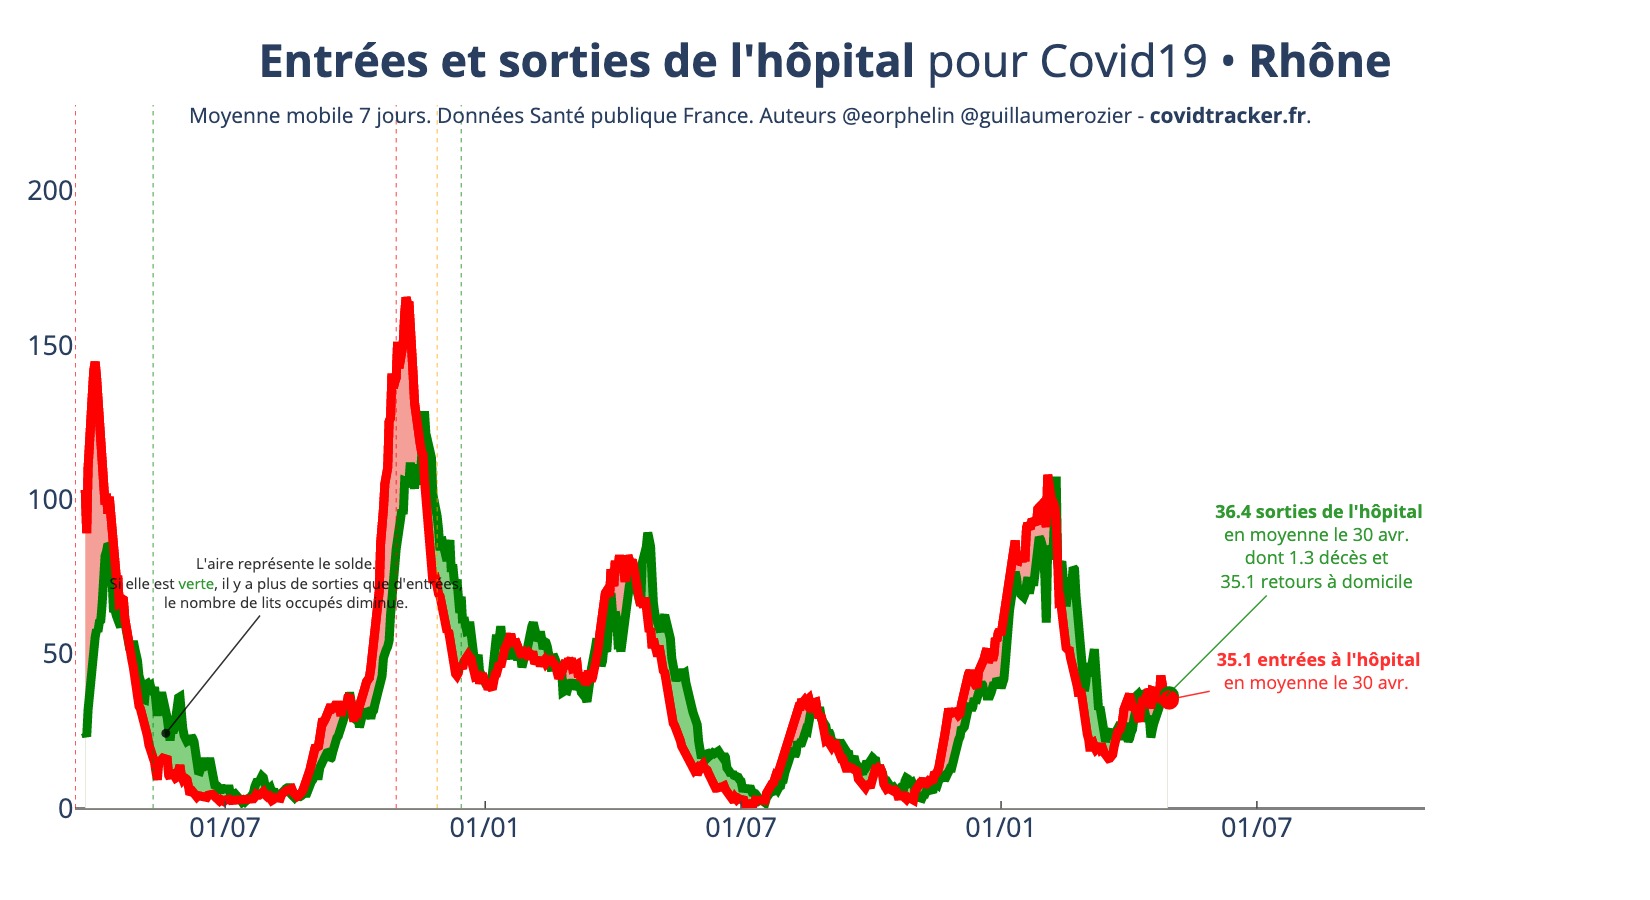 Entrées et sorties de l'hôpital pour Covid19 • Rhône
Moyenne mobile 7 jours. Données Santé publique France. Auteurs @eorphelin @guillaumerozier - covidtracker.fr.
200
150
100
50
0
L'aire représente le solde.
Si elle est verte, il y a plus de sorties que d'entrées,
le nombre de lits occupés diminue.
36.4 sorties de l'hôpital
en moyenne le 30 avr.
dont 1.3 décès et
35.1 retours à domicile
35.1 entrées à l'hôpital
en moyenne le 30 avr.
01/07
01/01
01/07
01/01
01/07